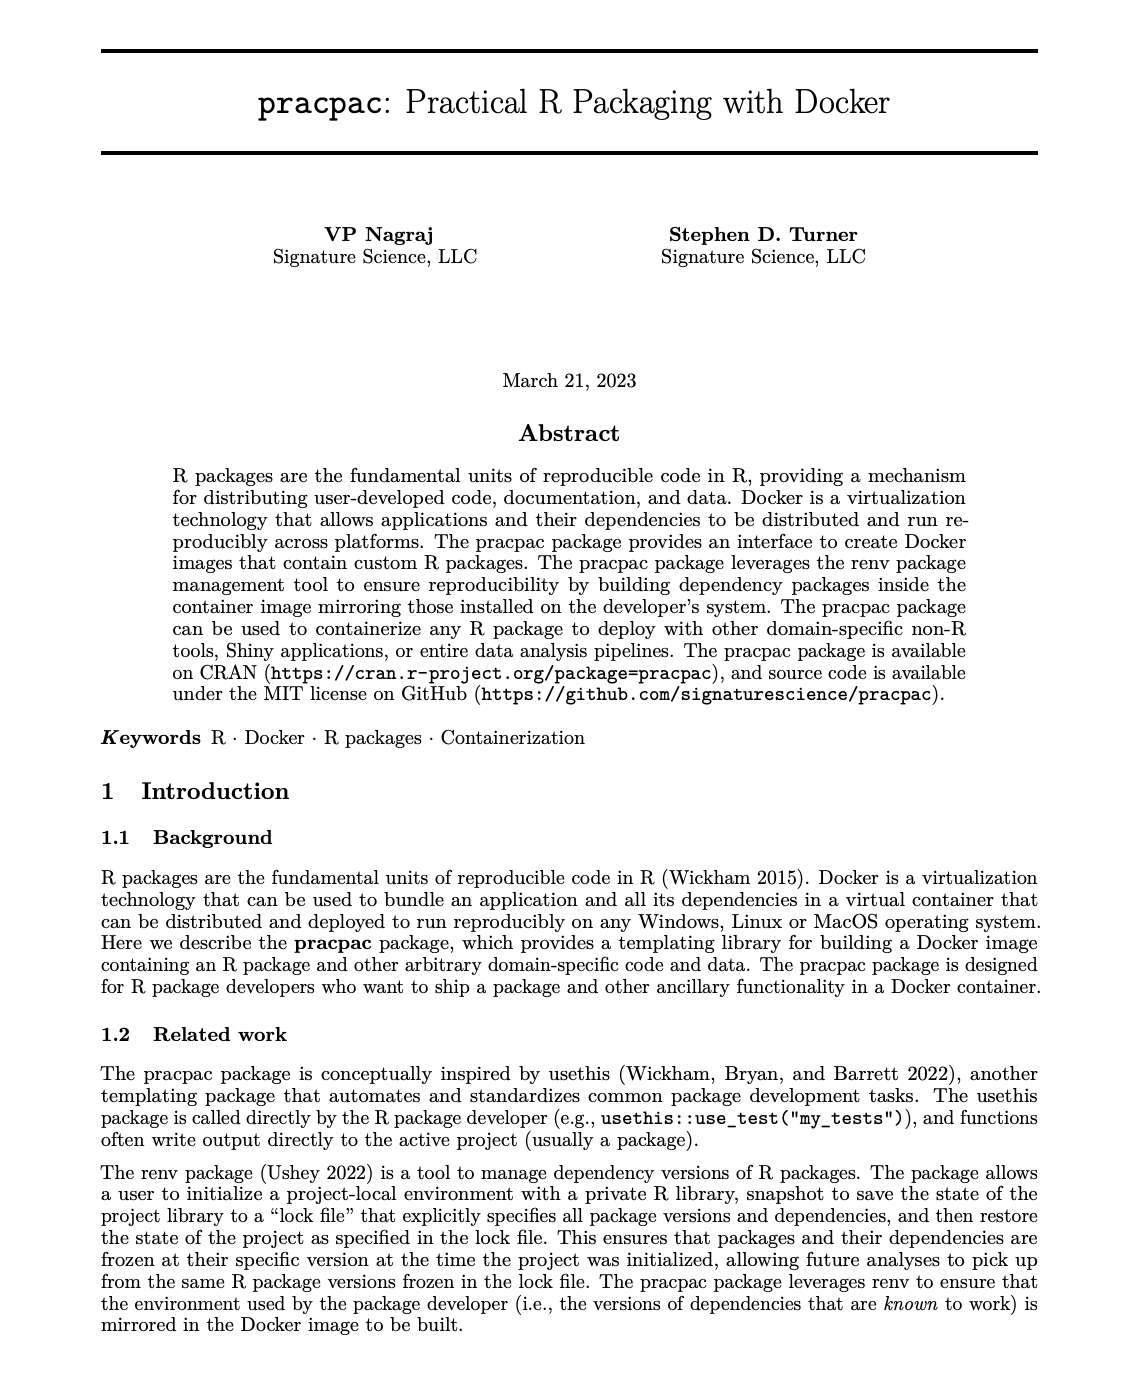 pracpac: Practical R Packaging with Docker
VP Nagraj
Signature Science, LLC
Stephen D. Turner
Signature Science, LLC
March 21, 2023
Abstract
R packages are the fundamental units of reproducible code in R, providing a mechanism
for distributing user-developed code, documentation, and data. Docker is a virtualization
technology that allows applications and their dependencies to be distributed and run re-
producibly across platforms. The pracpac package provides an interface to create Docker
images that contain custom R packages. The pracpac package leverages the renv package
management tool to ensure reproducibility by building dependency packages inside the
container image mirroring those installed on the developer's system. The pracpac package
can be used to containerize any R package to deploy with other domain-specific non-R
tools, Shiny applications, or entire data analysis pipelines. The pracpac package is available
on CRAN (https://cran.r-project.org/package=pracpac), and source code is available
under the MIT license on GitHub (https://github.com/signaturescience/pracpac).
Keywords R · Docker · R packages · Containerization
1 Introduction
1.1 Background
R packages are the fundamental units of reproducible code in R (Wickham 2015). Docker is a virtualization
technology that can be used to bundle an application and all its dependencies in a virtual container that
can be distributed and deployed to run reproducibly on any Windows, Linux or MacOS operating system.
Here we describe the pracpac package, which provides a templating library for building a Docker image
containing an R package and other arbitrary domain-specific code and data. The pracpac package is designed
for R package developers who want to ship a package and other ancillary functionality in a Docker container.
1.2 Related work
The pracpac package is conceptually inspired by usethis (Wickham, Bryan, and Barrett 2022), another
templating package that automates and standardizes common package development tasks. The usethis
package is called directly by the R package developer (e.g., usethis::use_test("my_tests")), and functions
often write output directly to the active project (usually a package).
The renv package (Ushey 2022) is a tool to manage dependency versions of R packages. The package allows
a user to initialize a project-local environment with a private R library, snapshot to save the state of the
project library to a “lock file” that explicitly specifies all package versions and dependencies, and then restore
the state of the project as specified in the lock file. This ensures that packages and their dependencies are
frozen at their specific version at the time the project was initialized, allowing future analyses to pick up
from the same R package versions frozen in the lock file. The pracpac package leverages renv to ensure that
the environment used by the package developer (i.e., the versions of dependencies that are known to work) is
mirrored in the Docker image to be built.